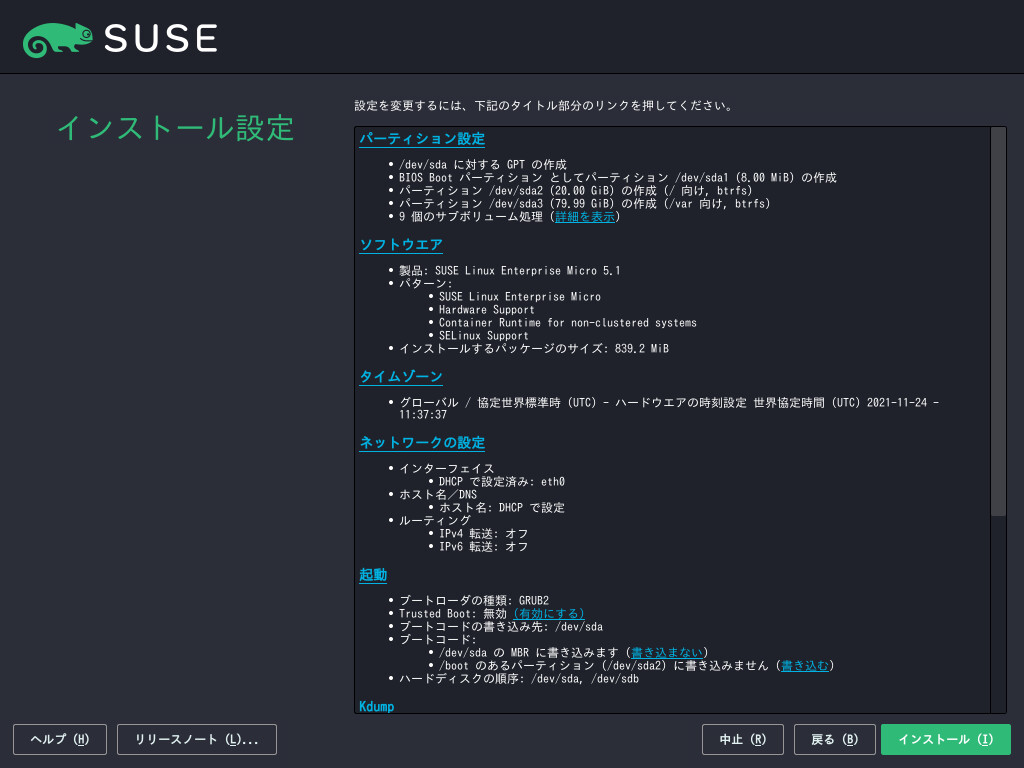 SUSE
インストール設定
設定を変更するには、下記のタイトル部分のリンクを押してください。
パーティション設定
• /dev/sda に対する GPT の作成
• BIOS Boot パーティション としてパーティション /dev/sda1 (8.00 MiB) の作成
• パーティション /dev/sda2 (20.00 GiB) の作成 (/ 向け, btrfs)
• パーティション /dev/sda3 (79.99 GiB) の作成 (/var 向け, btrfs)
• 9 個のサブボリューム処理 (詳細を表示)
ソフトウエア
• 製品: SUSE Linux Enterprise Micro 5.1
• パターン:
• SUSE Linux Enterprise Micro
• Hardware Support
• Container Runtime for non-clustered systems
• SELinux Support
• インストールするパッケージのサイズ: 839.2 MiB
タイムゾーン
• グローバル / 協定世界標準時 (UTC) - ハードウエアの時刻設定 世界協定時間 (UTC) 2021-11-24 -
11:37:37
ネットワークの設定
• インターフェイス
• DHCP で設定済み: eth0
• ホスト名／DNS
• ホスト名: DHCP で設定
• ルーティング
• IPv4 転送: オフ
• IPv6 転送: オフ
起動
• ブートローダの種類: GRUB2
• Trusted Boot: 無効 (有効にする)
• ブートコードの書き込み先: /dev/sda
• ブートコード:
• /dev/sda の MBR に書き込みます (書き込まない)
• /boot のあるパーティション (/dev/sda2) に書き込みません (書き込む)
• ハードディスクの順序: /dev/sda, /dev/sdb
Kdump
ヘルプ (H) リリースノート (L)... 中止 (R) 戻る (B) インストール (I)